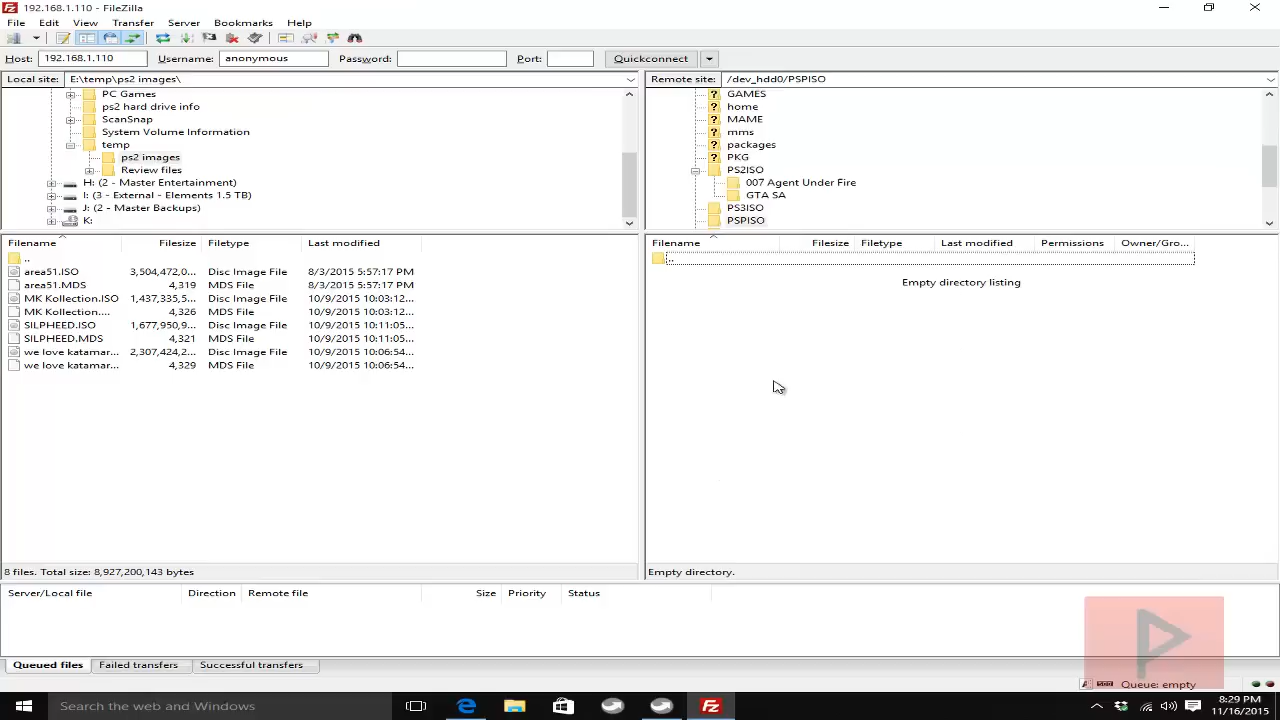 192.168.1.110 - FileZilla
File Edit View Transfer Server Bookmarks Help
Host: 192.168.1.110 Username: anonymous Password: Port: Quickconnect
Local site: E:\temp\ps2 images\
PC Games
ps2 hard drive info
ScanSnap
System Volume Information
temp
ps2 images
Review files
H: (2 - Master Entertainment)
I: (3 - External - Elements 1.5 TB)
J: (2 - Master Backups)
K:
Remote site: /dev_hdd0/PSPISO
GAMES
home
MAME
mms
packages
PKG
PS2ISO
007 Agent Under Fire
GTA SA
PS3ISO
PSPISO
Filename Filesize Filetype Last modified
..
area51.ISO 3,504,472,0... Disc Image File 8/3/2015 5:57:17 PM
area51.MDS 4,319 MDS File 8/3/2015 5:57:17 PM
MK Kollection.ISO 1,437,335,5... Disc Image File 10/9/2015 10:03:12...
MK Kollection.... 4,326 MDS File 10/9/2015 10:03:12...
SILPHEED.ISO 1,677,950,9... Disc Image File 10/9/2015 10:11:05...
SILPHEED.MDS 4,321 MDS File 10/9/2015 10:11:05...
we love katamar... 2,307,424,2... Disc Image File 10/9/2015 10:06:54...
we love katamar... 4,329 MDS File 10/9/2015 10:06:54...
8 files. Total size: 8,927,200,143 bytes
Filename Filesize Filetype Last modified Permissions Owner/Gro...
..
Empty directory listing
Empty directory.
Server/Local file Direction Remote file Size Priority Status
Queued files Failed transfers Successful transfers
Queue: empty
Search the web and Windows
8:29 PM
11/16/2015